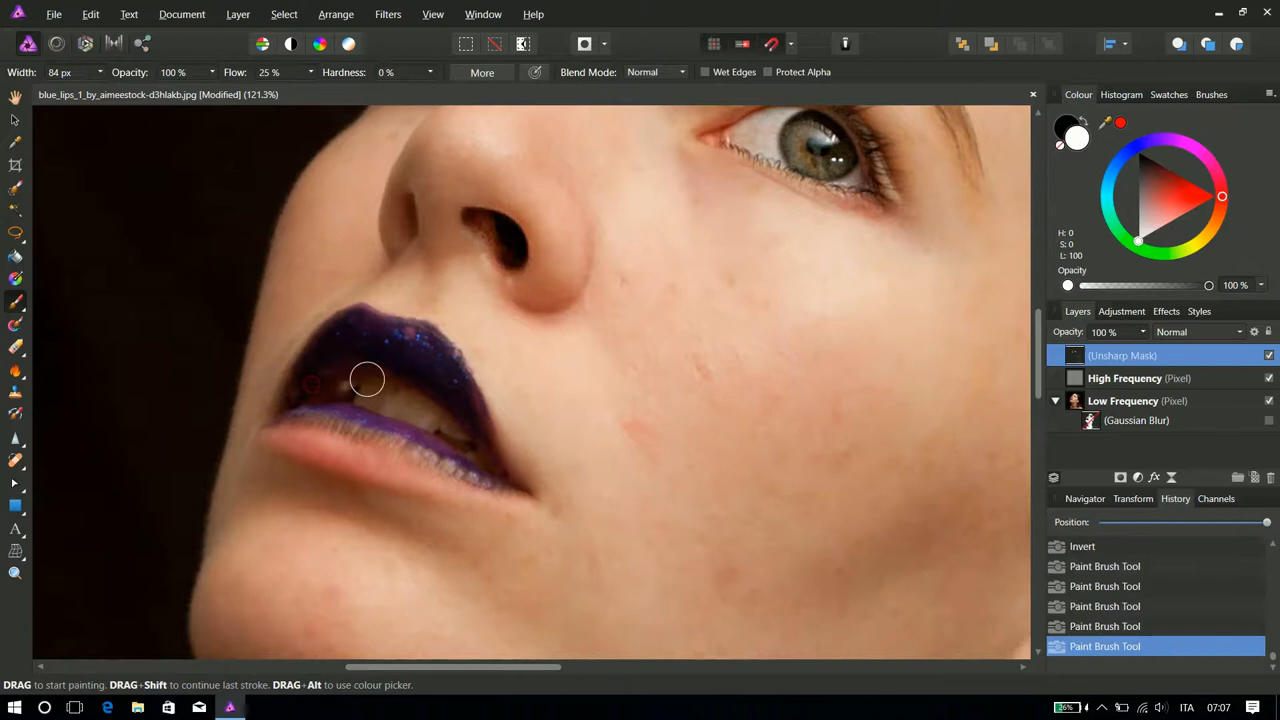 File Edit Text Document Layer Select Arrange Filters View Window Help
Width: 84 px Opacity: 100 % Flow: 25 % Hardness: 0 % More Blend Mode: Normal Wet Edges Protect Alpha
blue_lips_1_by_aimeestock-d3hlakb.jpg [Modified] (121.3%)
Colour Histogram Swatches Brushes
H: 0
S: 0
L: 100
Opacity
100 %
Layers Adjustment Effects Styles
Opacity: 100 % Normal
(Unsharp Mask)
High Frequency (Pixel)
Low Frequency (Pixel)
(Gaussian Blur)
Navigator Transform History Channels
Position:
Invert
Paint Brush Tool
Paint Brush Tool
Paint Brush Tool
Paint Brush Tool
Paint Brush Tool
DRAG to start painting. DRAG+Shift to continue last stroke. DRAG+Alt to use colour picker.
26% ITA 07:07